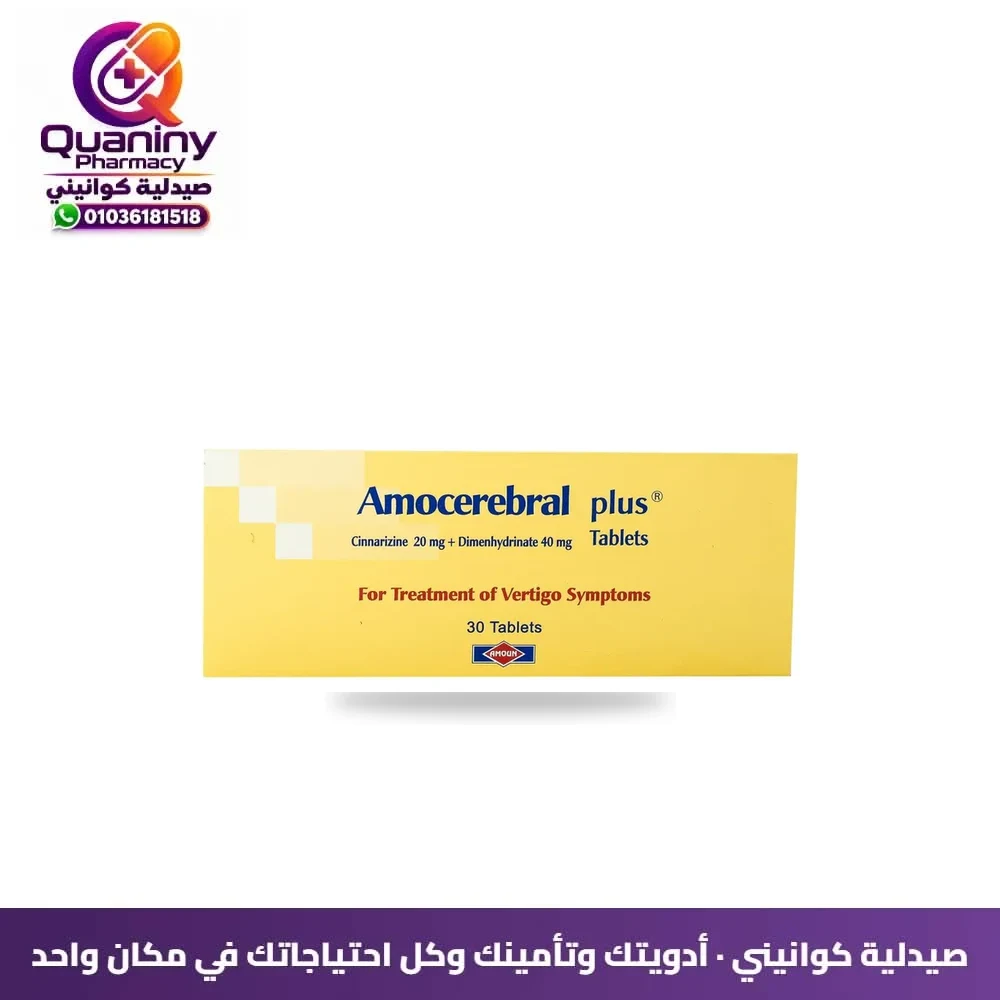 Quaniny
Pharmacy
صيدلية كوانيني
01036181518
Amocerebral plus®
Cinnarizine 20 mg + Dimenhydrinate 40 mg Tablets
For Treatment of Vertigo Symptoms
30 Tablets
AMOUN
صيدلية كوانيني · أدويتك وتأمينك وكل احتياجاتك في مكان واحد